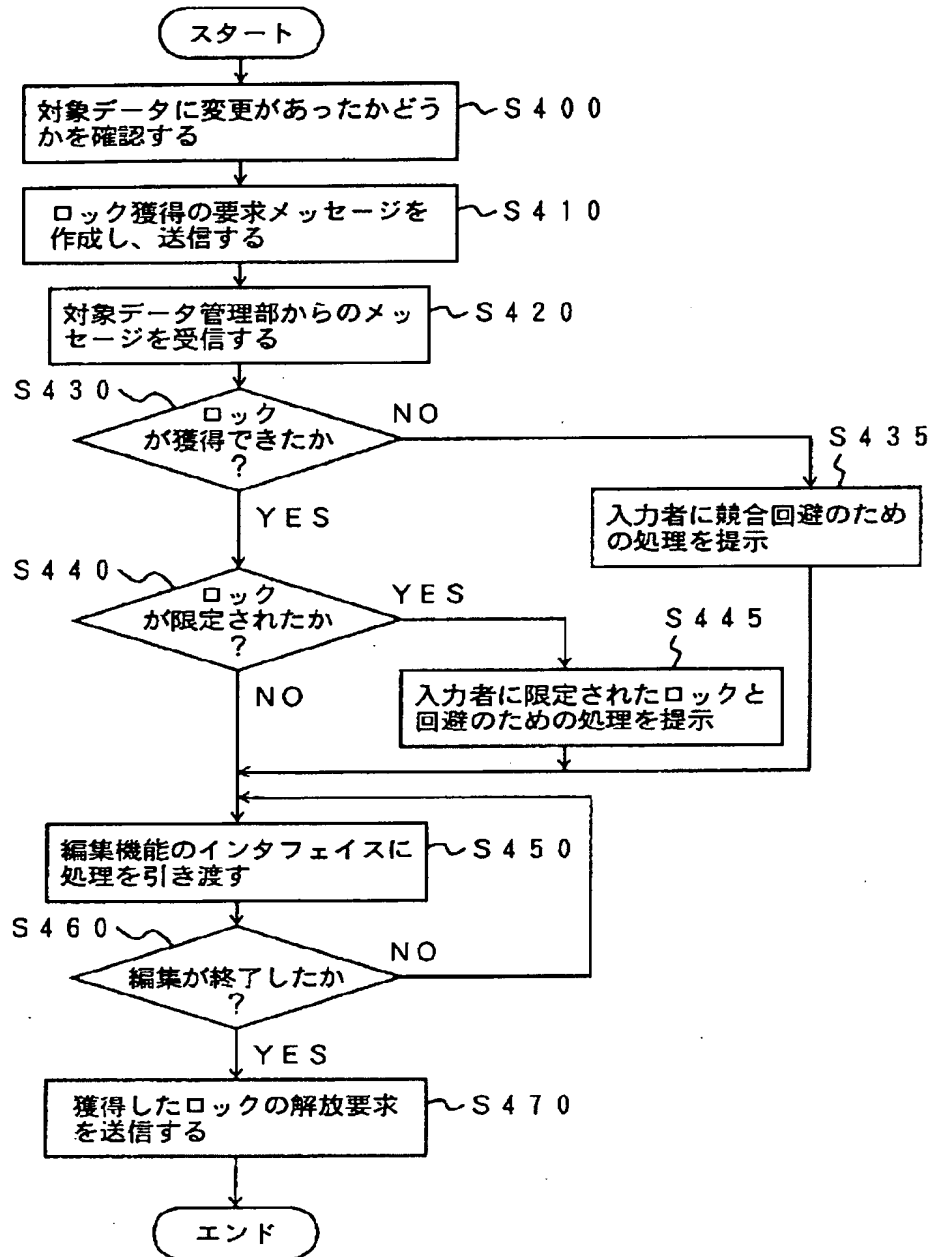 スタート
対象データに変更があったかどう
かを確認する
S400
ロック獲得の要求メッセージを
作成し、送信する
S410
対象データ管理部からのメッ
セージを受信する
S420
S430
ロック
が獲得できたか
?
NO
YES
S435
入力者に競合回避のため
の処理を提示
S440
ロック
が限定されたか
?
YES
NO
S445
入力者に限定されたロックと
回避のための処理を提示
編集機能のインタフェイスに
処理を引き渡す
S450
S460
編集が終了したか
?
NO
YES
獲得したロックの解放要求
を送信する
S470
エンド